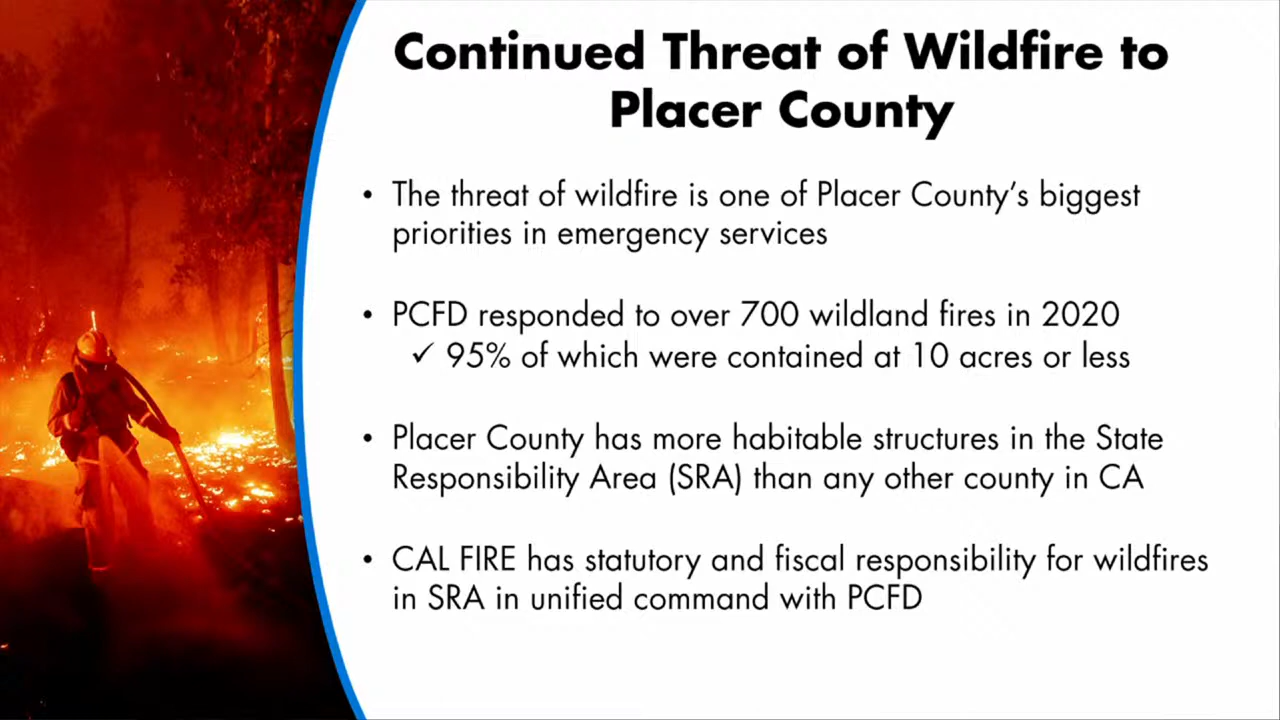 Continued Threat of Wildfire to
Placer County
• The threat of wildfire is one of Placer County’s biggest
priorities in emergency services
• PCFD responded to over 700 wildland fires in 2020
✓ 95% of which were contained at 10 acres or less
• Placer County has more habitable structures in the State
Responsibility Area (SRA) than any other county in CA
• CAL FIRE has statutory and fiscal responsibility for wildfires
in SRA in unified command with PCFD